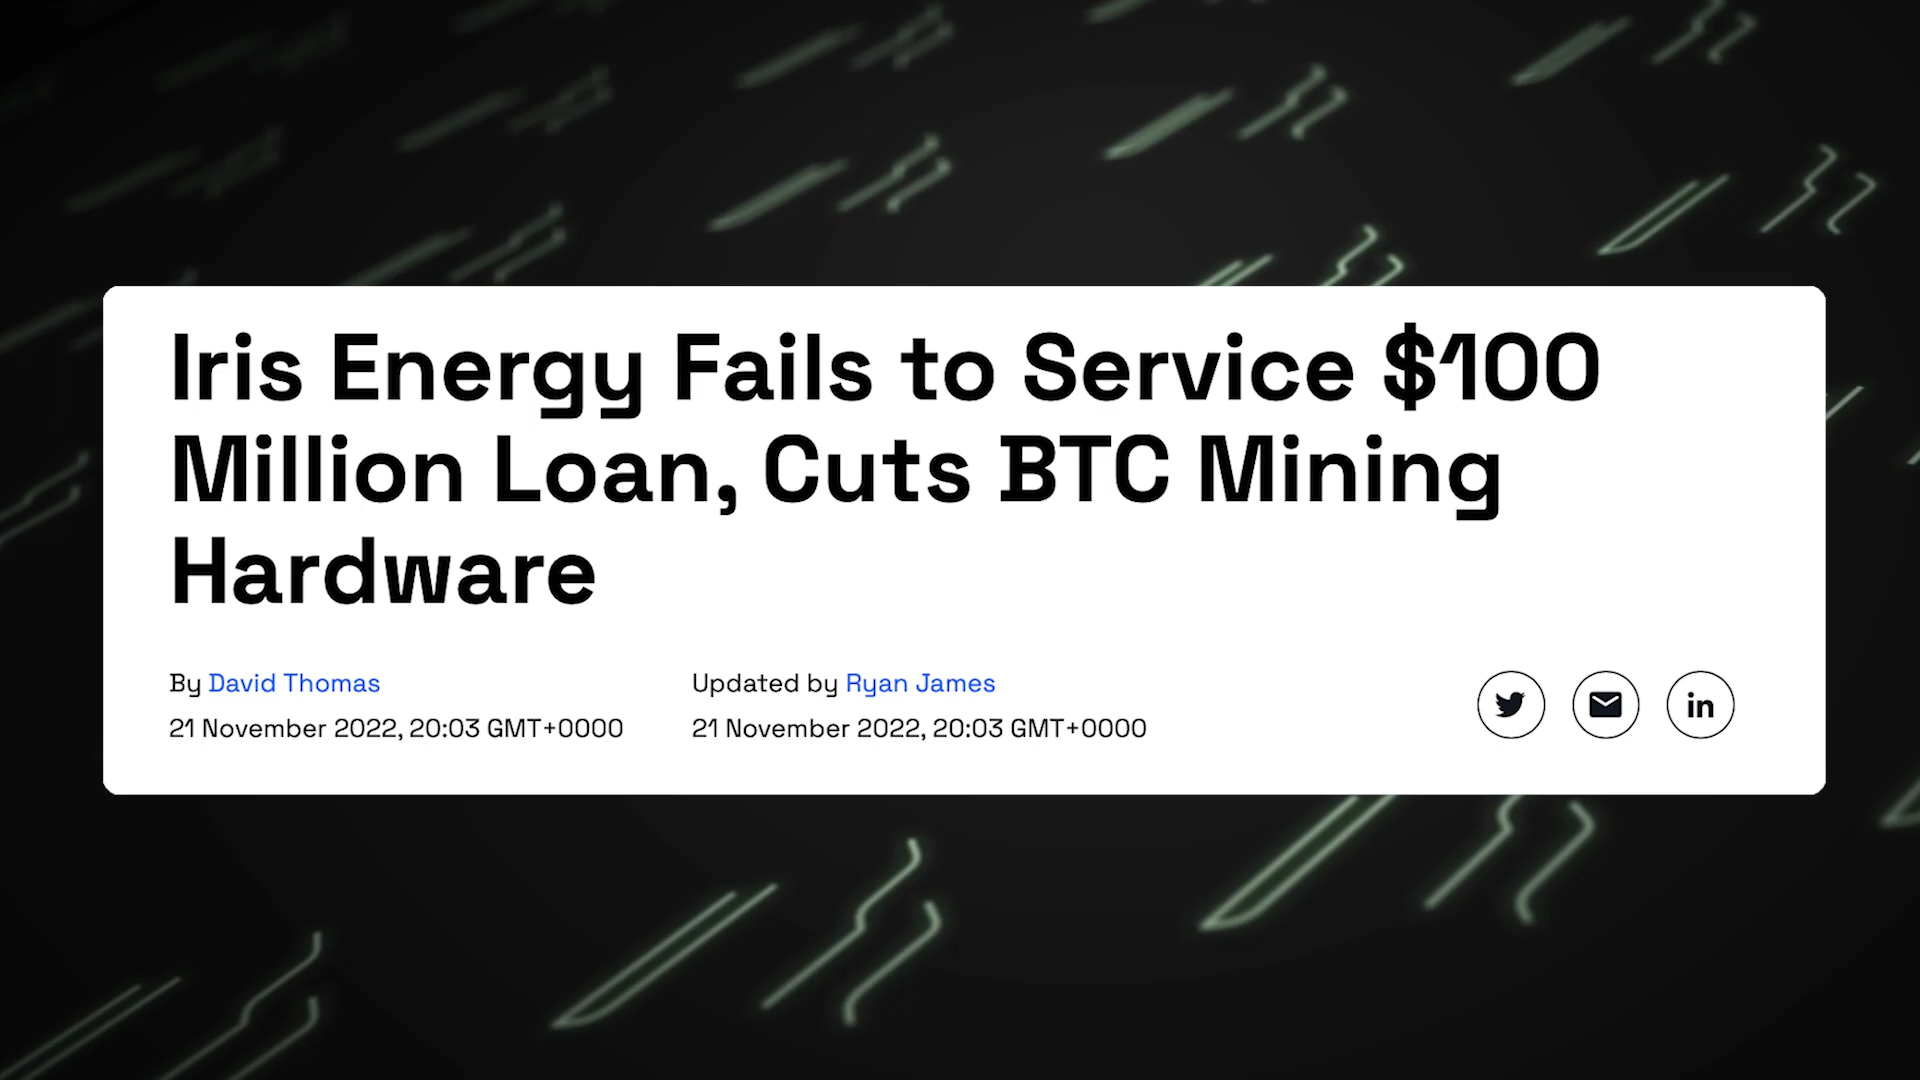 Iris Energy Fails to Service $100
Million Loan, Cuts BTC Mining
Hardware
By David Thomas
21 November 2022, 20:03 GMT+0000
Updated by Ryan James
21 November 2022, 20:03 GMT+0000
in